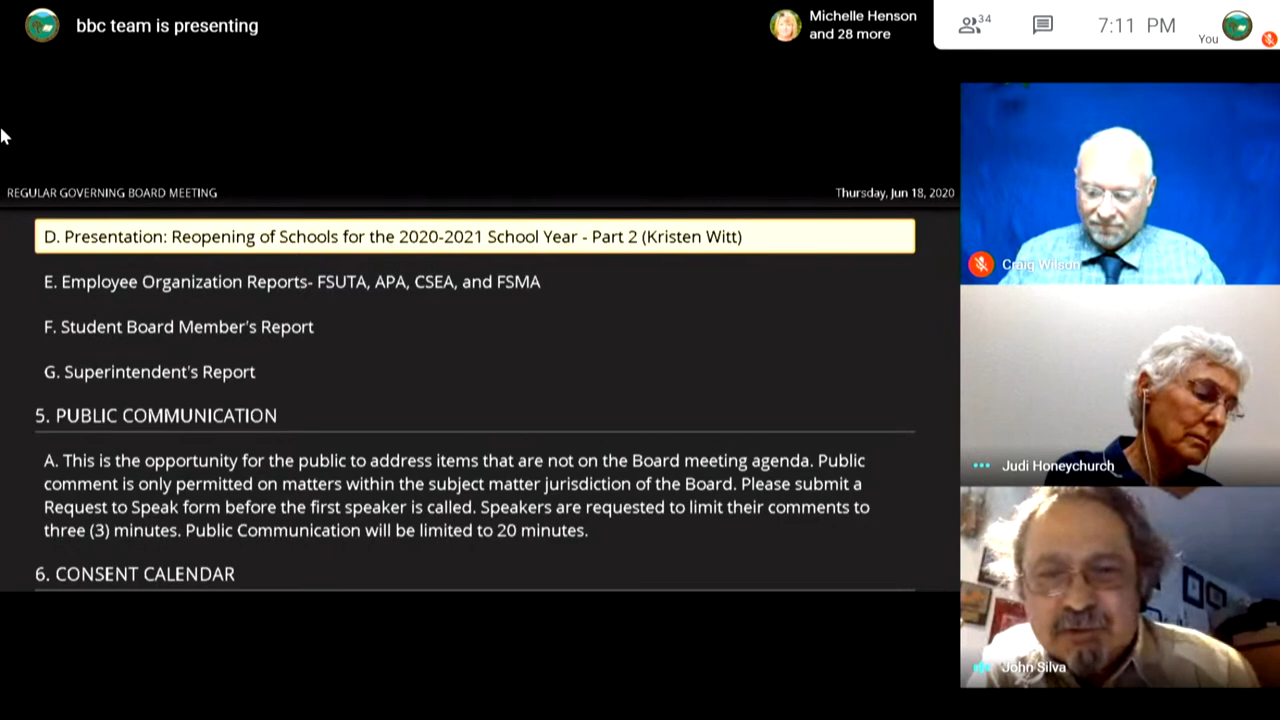 bbc team is presenting
Michelle Henson
and 28 more
34
7:11 PM
You
REGULAR GOVERNING BOARD MEETING
Thursday, Jun 18, 2020
D. Presentation: Reopening of Schools for the 2020-2021 School Year - Part 2 (Kristen Witt)
E. Employee Organization Reports- FSUTA, APA, CSEA, and FSMA
F. Student Board Member's Report
G. Superintendent's Report
5. PUBLIC COMMUNICATION
A. This is the opportunity for the public to address items that are not on the Board meeting agenda. Public
comment is only permitted on matters within the subject matter jurisdiction of the Board. Please submit a
Request to Speak form before the first speaker is called. Speakers are requested to limit their comments to
three (3) minutes. Public Communication will be limited to 20 minutes.
6. CONSENT CALENDAR
Craig Wilson
Judi Honeychurch
John Silva